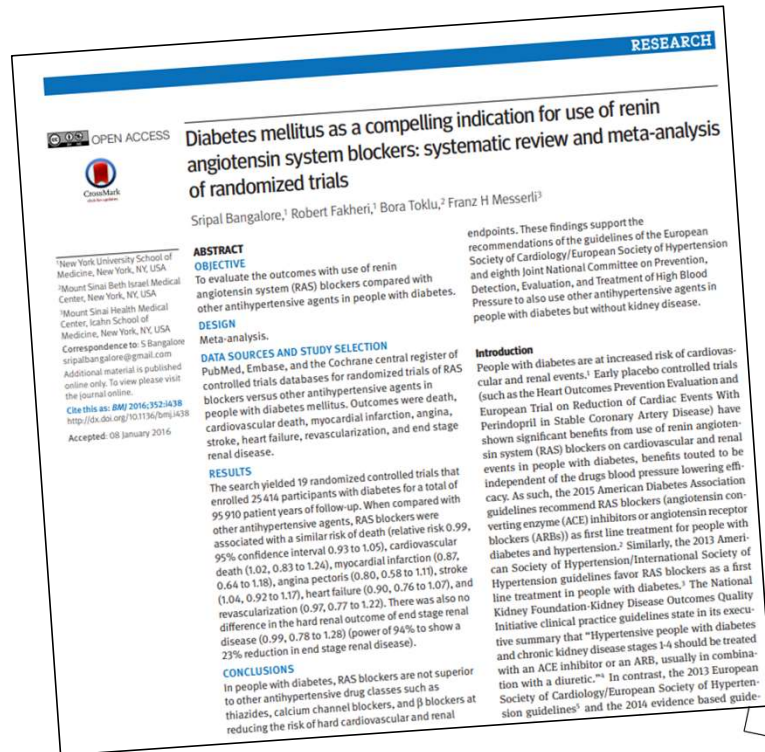 RESEARCH
OPEN ACCESS
CrossMark
Diabetes mellitus as a compelling indication for use of renin
angiotensin system blockers: systematic review and meta-analysis
of randomized trials
Sripal Bangalore,1 Robert Fakheri,1 Bora Toklu,2 Franz H Messerli3
1New York University School of
Medicine, New York, NY, USA
2Mount Sinai Beth Israel Medical
Center, New York, NY, USA
3Mount Sinai Health Medical
Center, Icahn School of
Medicine, New York, NY, USA
Correspondence to: S Bangalore
sripalbangalore@gmail.com
Additional material is published
online only. To view please visit
the journal online.
Cite this as: BMJ 2016;352:i438
http://dx.doi.org/10.1136/bmj.i438
Accepted: 08 January 2016
ABSTRACT
OBJECTIVE
To evaluate the outcomes with use of renin
angiotensin system (RAS) blockers compared with
other antihypertensive agents in people with diabetes.
DESIGN
Meta-analysis.
DATA SOURCES AND STUDY SELECTION
PubMed, Embase, and the Cochrane central register of
controlled trials databases for randomized trials of RAS
blockers versus other antihypertensive agents in
people with diabetes mellitus. Outcomes were death,
cardiovascular death, myocardial infarction, angina,
stroke, heart failure, revascularization, and end stage
renal disease.
RESULTS
The search yielded 19 randomized controlled trials that
enrolled 25 414 participants with diabetes for a total of
95 910 patient years of follow-up. When compared with
other antihypertensive agents, RAS blockers were
associated with a similar risk of death (relative risk 0.99,
95% confidence interval 0.93 to 1.05), cardiovascular
death (1.02, 0.83 to 1.24), myocardial infarction (0.87,
0.64 to 1.18), angina pectoris (0.80, 0.58 to 1.11), stroke
(1.04, 0.92 to 1.17), heart failure (0.90, 0.76 to 1.07), and
revascularization (0.97, 0.77 to 1.22). There was also no
difference in the hard renal outcome of end stage renal
disease (0.99, 0.78 to 1.28) (power of 94% to show a
23% reduction in end stage renal disease).
CONCLUSIONS
In people with diabetes, RAS blockers are not superior
to other antihypertensive drug classes such as
thiazides, calcium channel blockers, and β blockers at
reducing the risk of hard cardiovascular and renal
endpoints. These findings support the
recommendations of the guidelines of the European
Society of Cardiology/European Society of Hypertension
and eighth Joint National Committee on Prevention,
Detection, Evaluation, and Treatment of High Blood
Pressure to also use other antihypertensive agents in
people with diabetes but without kidney disease.
Introduction
People with diabetes are at increased risk of cardiovas-
cular and renal events.1 Early placebo controlled trials
(such as the Heart Outcomes Prevention Evaluation and
European Trial on Reduction of Cardiac Events With
Perindopril in Stable Coronary Artery Disease) have
shown significant benefits from use of renin angioten-
sin system (RAS) blockers on cardiovascular and renal
events in people with diabetes, benefits touted to be
independent of the drugs blood pressure lowering effi-
cacy. As such, the 2015 American Diabetes Association
guidelines recommend RAS blockers (angiotensin con-
verting enzyme (ACE) inhibitors or angiotensin receptor
blockers (ARBs)) as first line treatment for people with
diabetes and hypertension.2 Similarly, the 2013 Ameri-
can Society of Hypertension/International Society of
Hypertension guidelines favor RAS blockers as a first
line treatment in people with diabetes.3 The National
Kidney Foundation-Kidney Disease Outcomes Quality
Initiative clinical practice guidelines state in its execu-
tive summary that "Hypertensive people with diabetes
and chronic kidney disease stages 1-4 should be treated
with an ACE inhibitor or an ARB, usually in combina-
tion with a diuretic."4 In contrast, the 2013 European
Society of Cardiology/European Society of Hyperten-
sion guidelines5 and the 2014 evidence based guide-